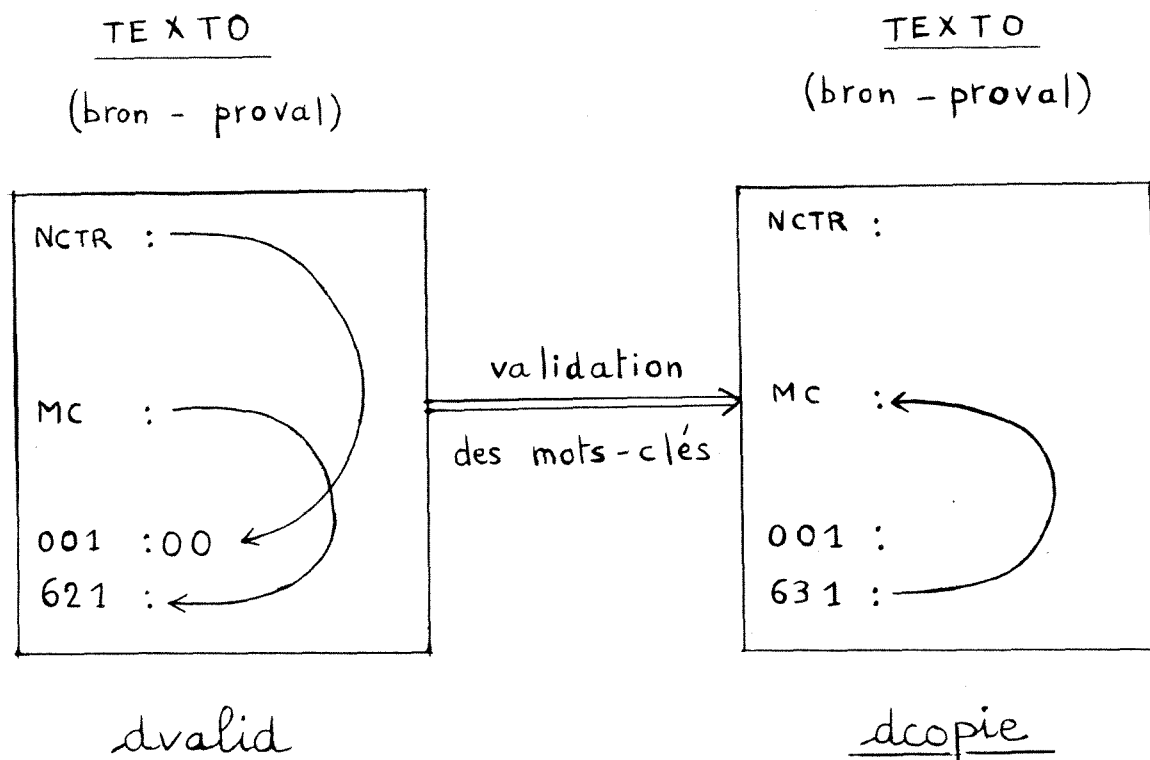 TEXTO
(bron - proval)
NCTR :
MC :
001 :00
621 :
dvalid
validation
des mots-clés
TEXTO
(bron - proval)
NCTR :
MC :
001 :
631 :
dcopie